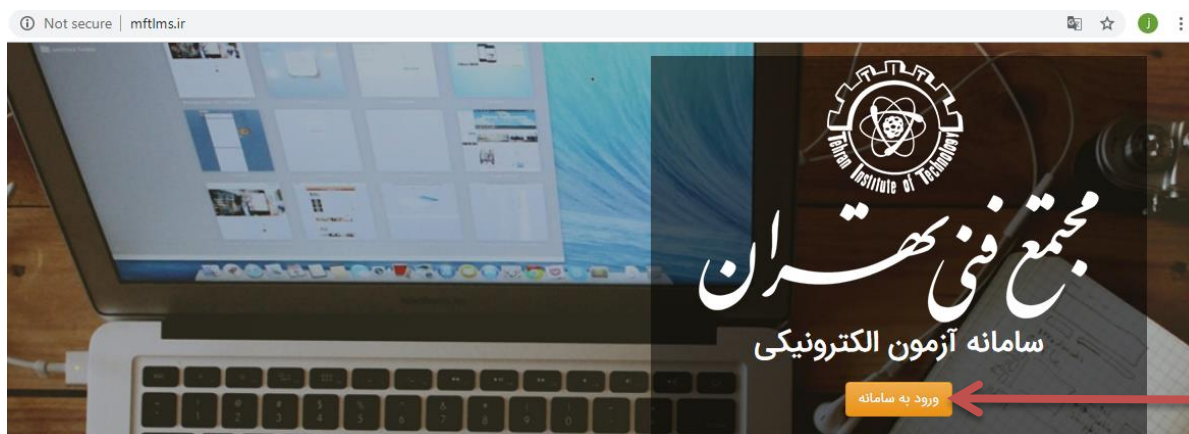 Not secure | mftlms.ir
j
Tehran Institute of Technology
مجتمع فنی تهران
سامانه آزمون الکترونیکی
ورود به سامانه